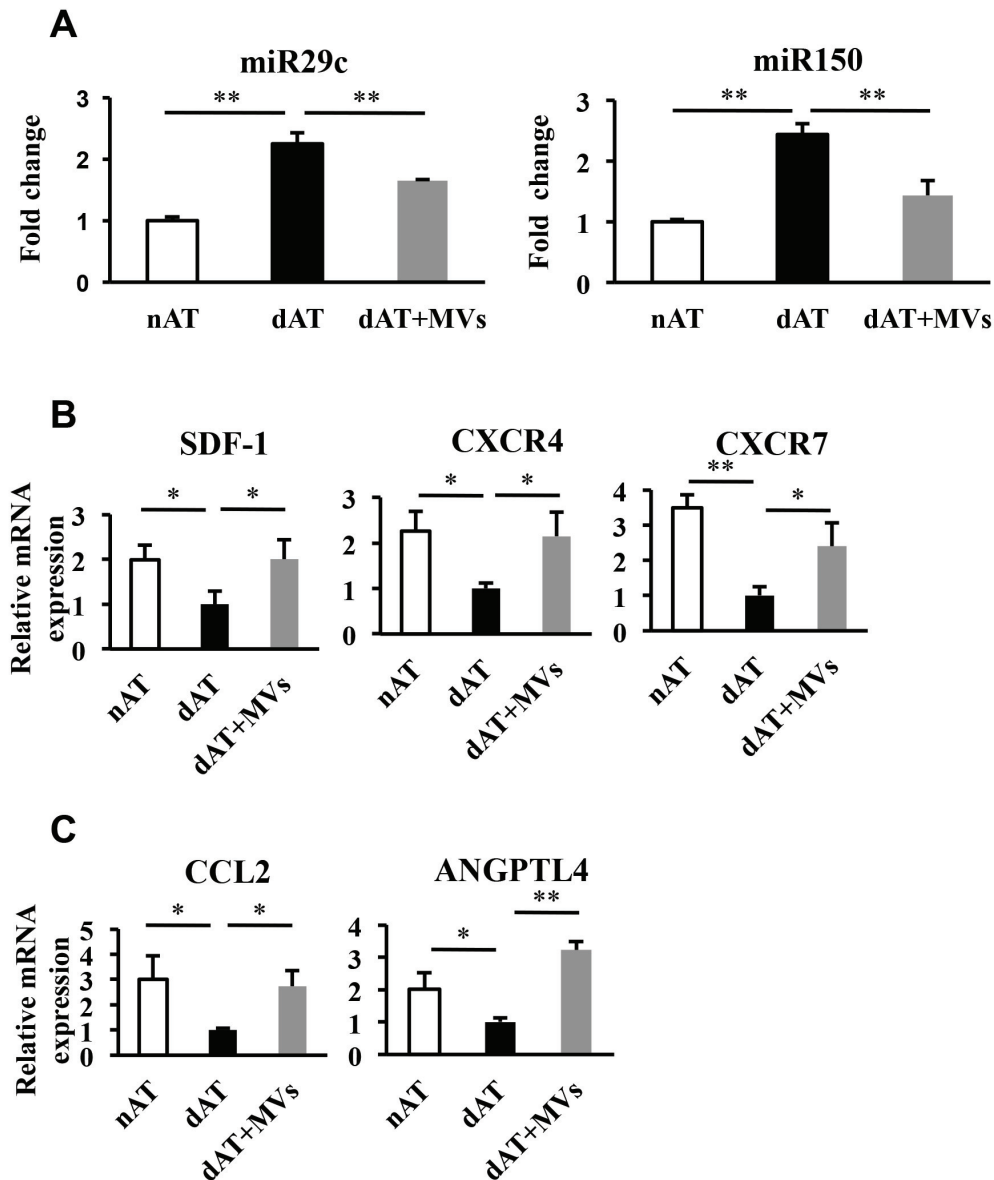 A
miR29c
** **
Fold change
3
2
1
0
nAT dAT dAT+MVs
miR150
** **
Fold change
3
2
1
0
nAT dAT dAT+MVs
B
Relative mRNA
expression
SDF-1
* *
3
2
1
0
nAT dAT dAT+MVs
CXCR4
* *
3
2
1
0
nAT dAT dAT+MVs
CXCR7
** *
4
3
2
1
0
nAT dAT dAT+MVs
C
Relative mRNA
expression
CCL2
* *
5
4
3
2
1
0
nAT dAT dAT+MVs
ANGPTL4
* **
4
3
2
1
0
nAT dAT dAT+MVs